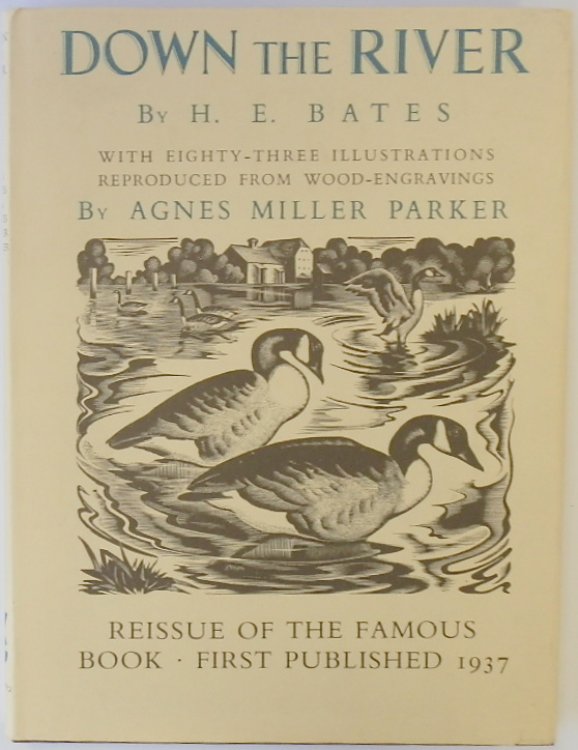 DOWN THE RIVER
By H. E. BATES
WITH EIGHTY-THREE ILLUSTRATIONS
REPRODUCED FROM WOOD-ENGRAVINGS
By AGNES MILLER PARKER
REISSUE OF THE FAMOUS
BOOK · FIRST PUBLISHED 1937